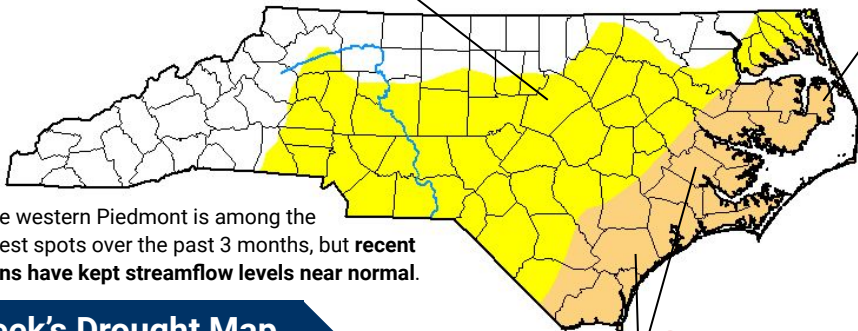 e western Piedmont is among the
est spots over the past 3 months, but recent
ns have kept streamflow levels near normal.
eek's Drought Map